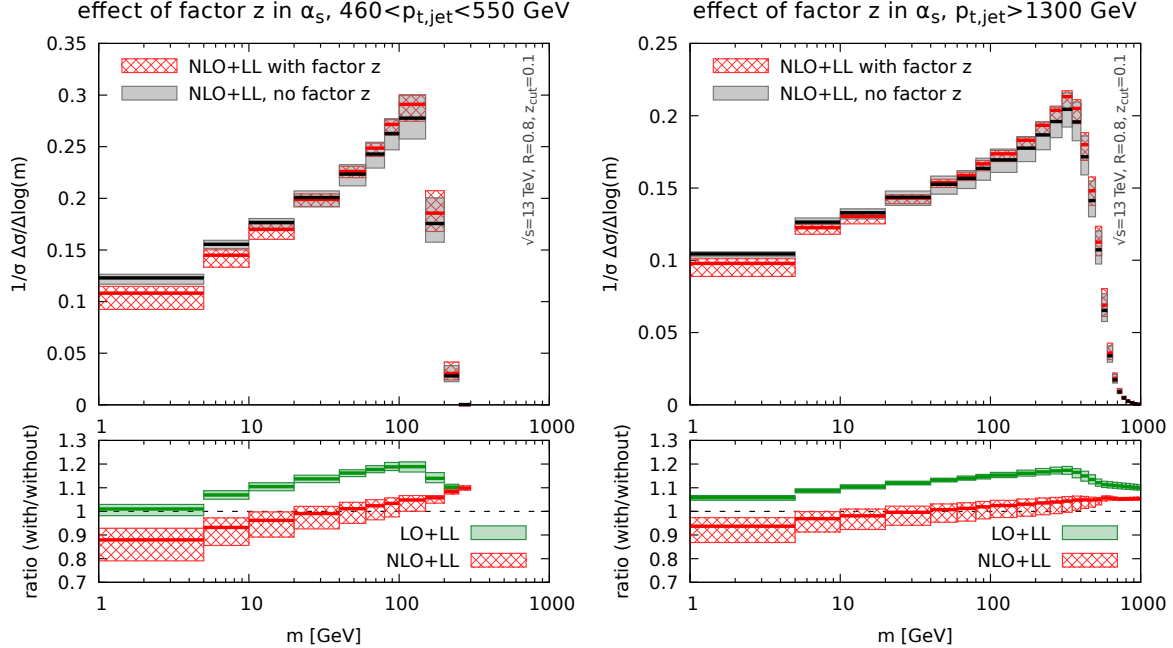 effect of factor z in αs, 460<pt,jet<550 GeV
0.35
0.3
0.25
0.2
0.15
0.1
0.05
0
1/σ Δσ/Δlog(m)
NLO+LL with factor z
NLO+LL, no factor z
√s=13 TeV, R=0.8, zcut=0.1
1 10 100 1000
1.3
1.2
1.1
1
0.9
0.8
0.7
ratio (with/without)
LO+LL
NLO+LL
1 10 100 1000
m [GeV]
effect of factor z in αs, pt,jet>1300 GeV
0.25
0.2
0.15
0.1
0.05
0
1/σ Δσ/Δlog(m)
NLO+LL with factor z
NLO+LL, no factor z
√s=13 TeV, R=0.8, zcut=0.1
1 10 100 1000
1.3
1.2
1.1
1
0.9
0.8
0.7
ratio (with/without)
LO+LL
NLO+LL
1 10 100 1000
m [GeV]